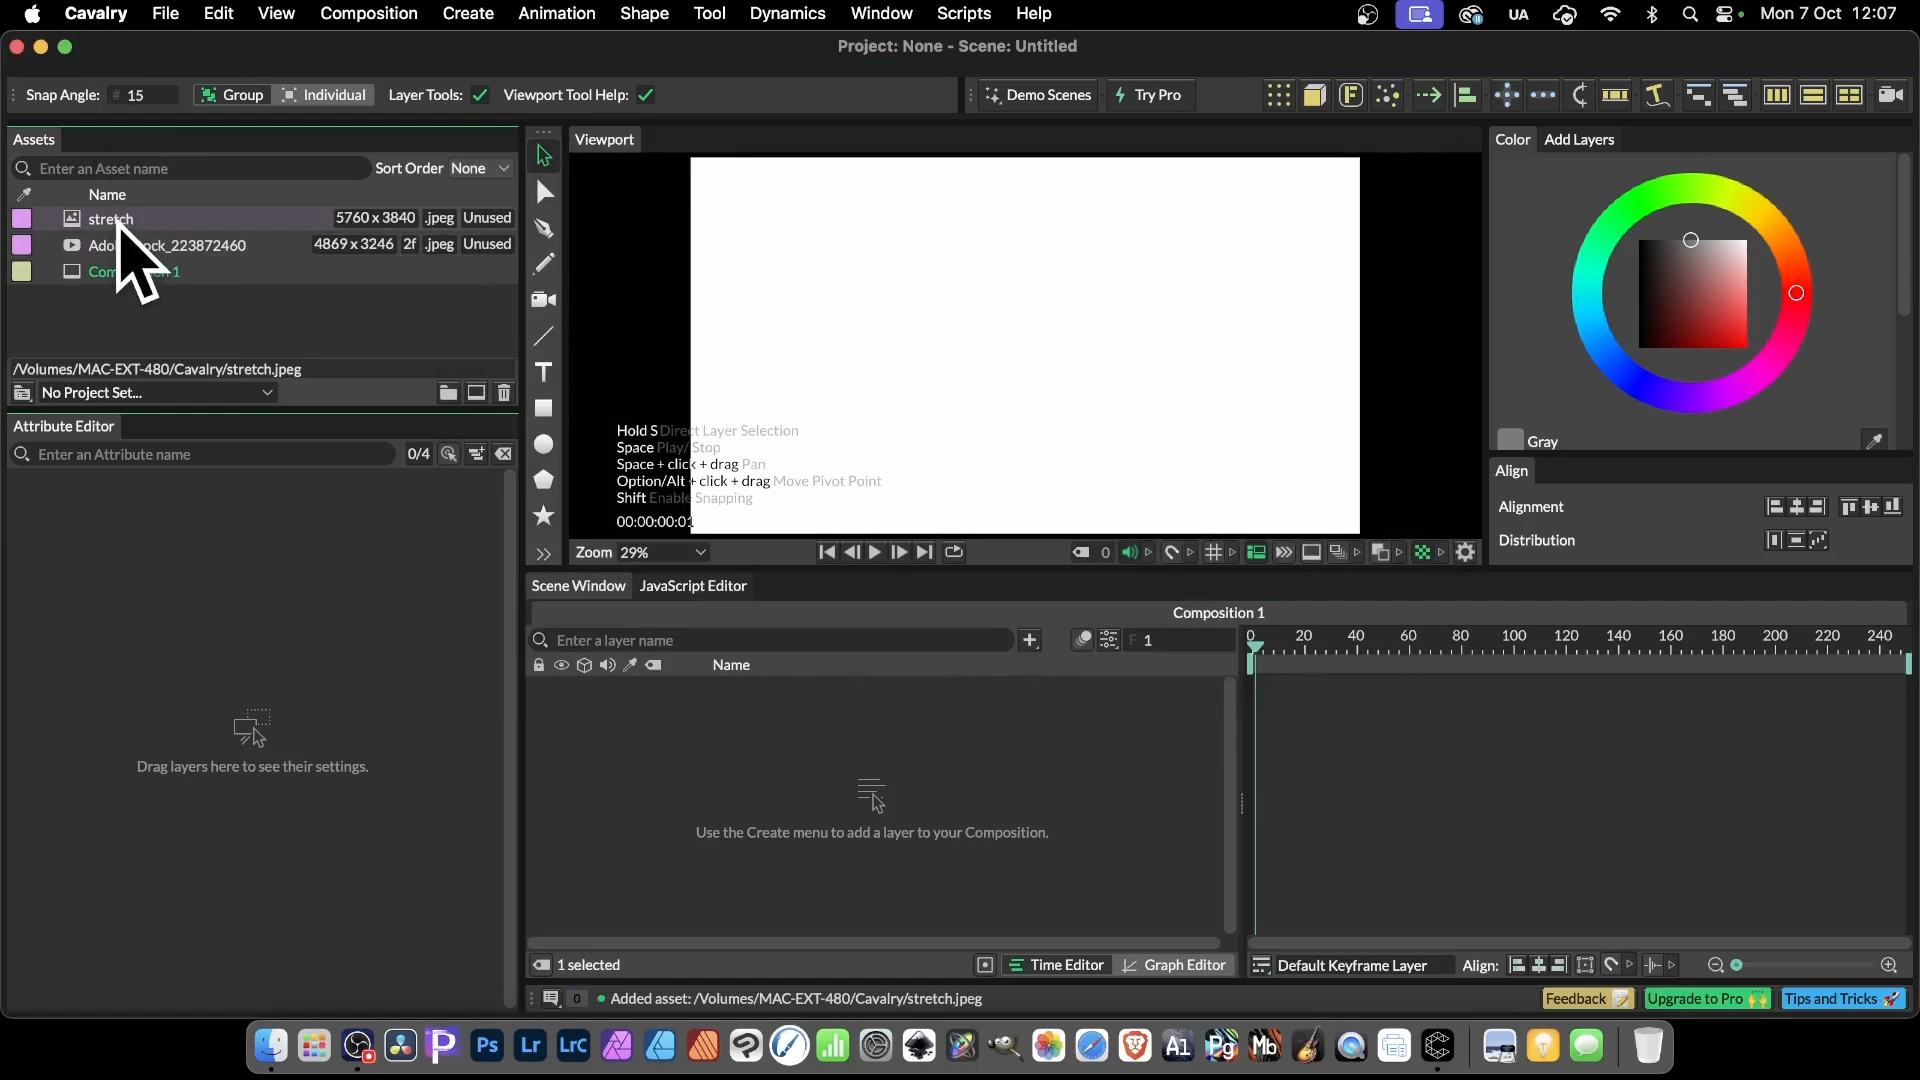 Cavalry File Edit View Composition Create Animation Shape Tool Dynamics Window Scripts Help UA Mon 7 Oct 12:07
Project: None - Scene: Untitled
Snap Angle: # 15 Group Individual Layer Tools: Viewport Tool Help: Demo Scenes Try Pro
Assets
Enter an Asset name Sort Order None
Name
stretch 5760 x 3840 .jpeg Unused
4869 x 3246 2f .jpeg Unused
/Volumes/MAC-EXT-480/Cavalry/stretch.jpeg
No Project Set...
Attribute Editor
Enter an Attribute name 0/4
Drag layers here to see their settings.
Viewport
Hold S Direct Layer Selection
Space Play/Stop
Space + click + drag Pan
Option/Alt + click + drag Move Pivot Point
Shift Enable Snapping
00:00:00:01
Zoom 29% 0
Color Add Layers
Gray
Align
Alignment
Distribution
Scene Window JavaScript Editor
Composition 1
Enter a layer name F 1
0 20 40 60 80 100 120 140 160 180 200 220 240
Name
Use the Create menu to add a layer to your Composition.
1 selected Time Editor Graph Editor Default Keyframe Layer Align:
0 Added asset: /Volumes/MAC-EXT-480/Cavalry/stretch.jpeg Feedback Upgrade to Pro Tips and Tricks
Ps Lr LrC A1 Pg Mb